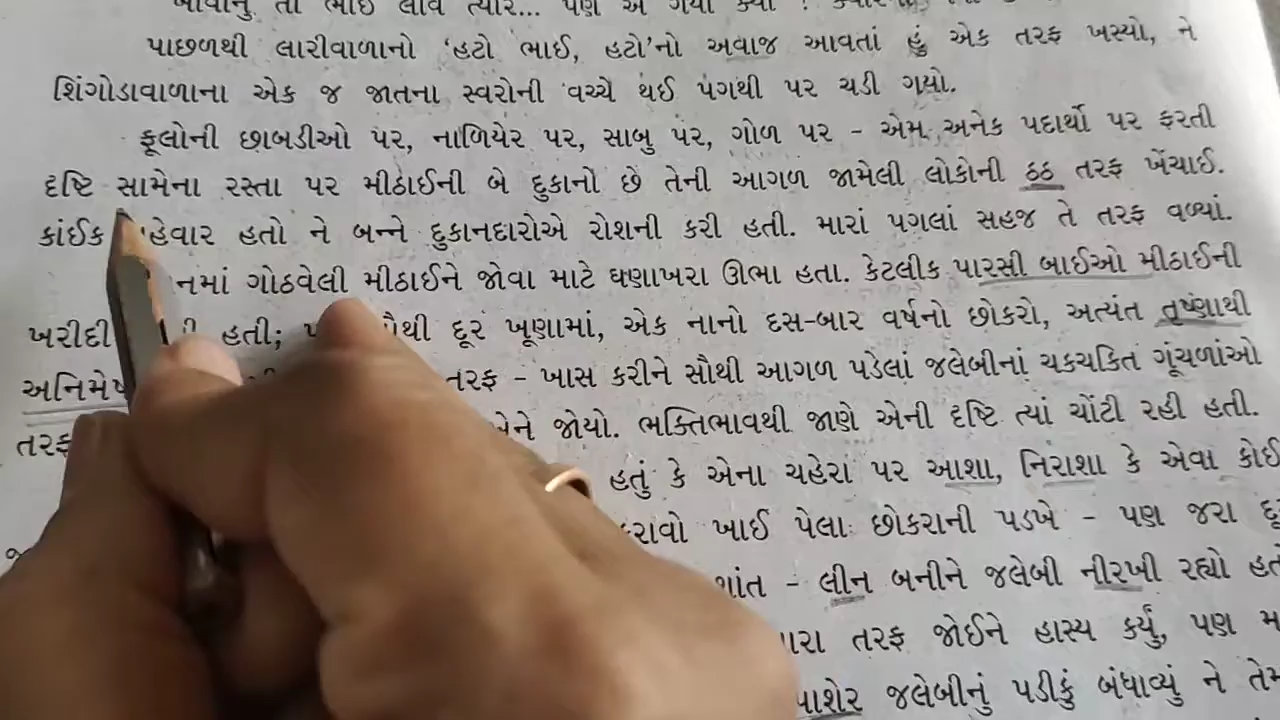 ખાવાનું તો ભાઈ લાવે ત્યારે... પણ એ ગયો ક્યાં ?
પાછળથી લારીવાળાનો ‘હટો ભાઈ, હટો’નો અવાજ આવતાં હું એક તરફ ખસ્યો, ને
શિંગોડાવાળાના એક જ જાતના સ્વરોની વચ્ચે થઈ પગથી પર ચડી ગયો.
ફૂલોની છાબડીઓ પર, નાળિયેર પર, સાબુ પર, ગોળ પર - એમ અનેક પદાર્થો પર ફરતી
દૃષ્ટિ સામેના રસ્તા પર મીઠાઈની બે દુકાનો છે તેની આગળ જામેલી લોકોની ઠઠ તરફ ખેંચાઈ.
કાંઈક હેવાર હતો ને બન્ને દુકાનદારોએ રોશની કરી હતી. મારાં પગલાં સહજ તે તરફ વળ્યાં.
નમાં ગોઠવેલી મીઠાઈને જોવા માટે ઘણાખરા ઊભા હતા. કેટલીક પારસી બાઈઓ મીઠાઈની
ખરીદી હતી; દૂર ખૂણામાં, એક નાનો દસ-બાર વર્ષનો છોકરો, અત્યંત તૃષ્ણાથી
અનિમેષ તરફ - ખાસ કરીને સૌથી આગળ પડેલાં જલેબીનાં ચકચકિત ગૂંચળાંઓ
તરફ જોયો. ભક્તિભાવથી જાણે એની દૃષ્ટિ ત્યાં ચોંટી રહી હતી.
હતું કે એના ચહેરા પર આશા, નિરાશા કે એવા કોઈ
ખાઈ પેલા છોકરાની પડખે - પણ જરા
શાંત - લીન બનીને જલેબી નીરખી રહ્યો
તરફ જોઈને હાસ્ય કર્યું, પણ
પાશેર જલેબીનું પડીકું બંધાવ્યું ને